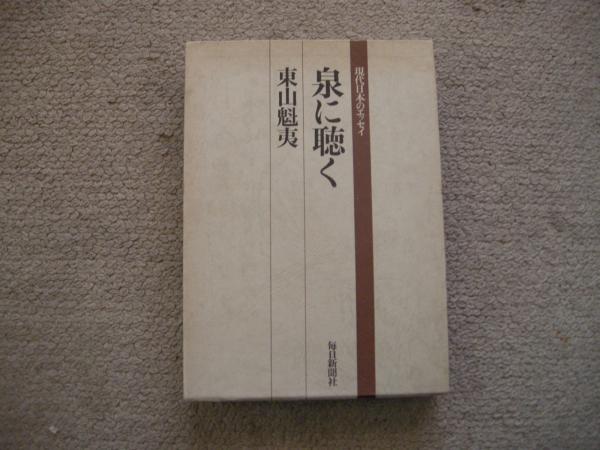 現代日本のエッセイ
泉に聴く
東山魁夷
毎日新聞社